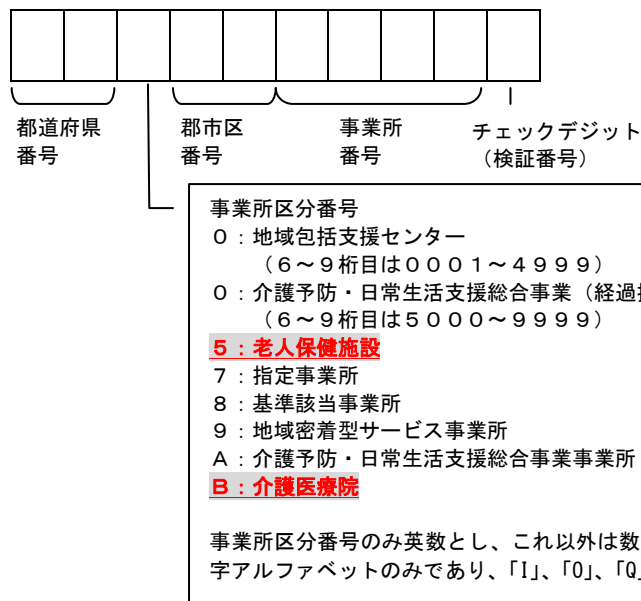 都道府県 郡市区 事業所 チェックデジット
番号 番号 番号 （検証番号）
事業所区分番号
０：地域包括支援センター
（６～９桁目は０００１～４９９９）
０：介護予防・日常生活支援総合事業（経過
（６～９桁目は５０００～９９９９）
５：老人保健施設
７：指定事業所
８：基準該当事業所
９：地域密着型サービス事業所
Ａ：介護予防・日常生活支援総合事業事業所
Ｂ：介護医療院
事業所区分番号のみ英数とし、これ以外は数
字アルファベットのみであり、「I」、「O」、「Q」